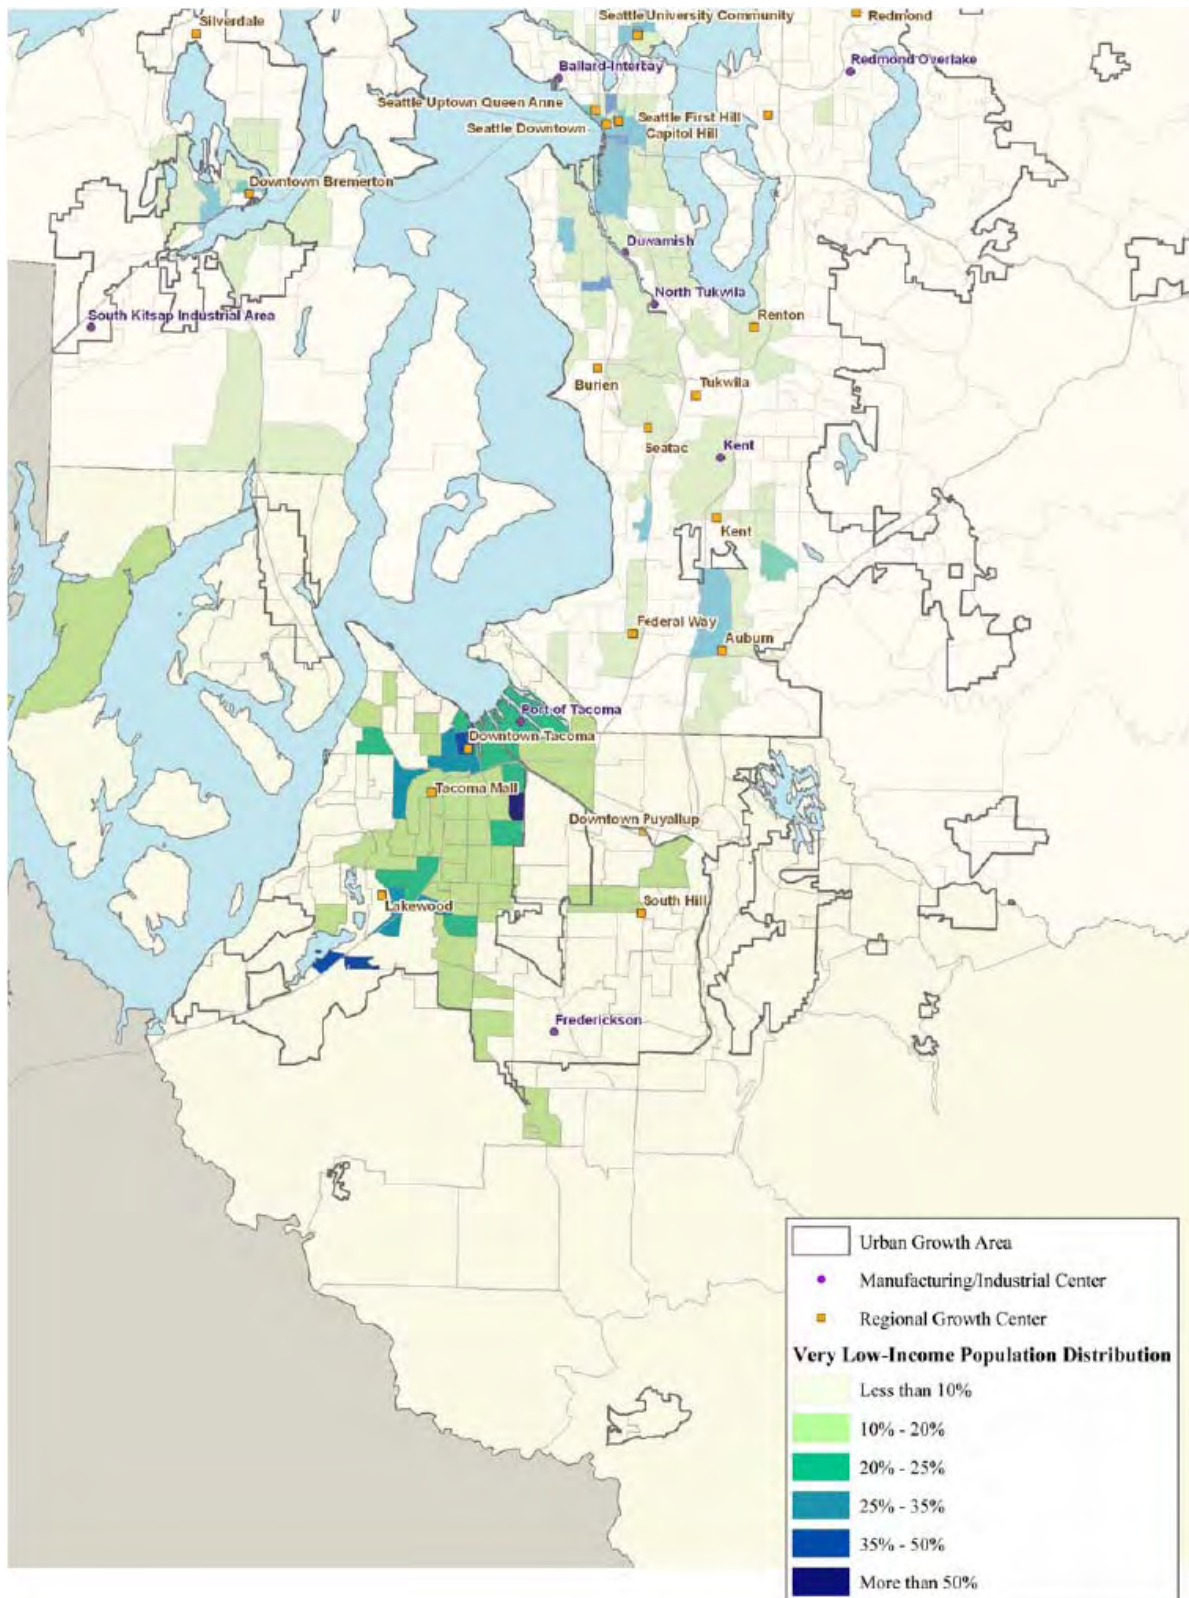 Silverdale
Seattle University Community
Redmond
Ballard-Interbay
Redmond Overlake
Seattle Uptown Queen Anne
Seattle First Hill
Seattle Downtown
Capitol Hill
Downtown Bremerton
Duwamish
North Tukwila
South Kitsap Industrial Area
Renton
Burien
Tukwila
Seatac
Kent
Kent
Federal Way
Auburn
Port of Tacoma
Downtown Tacoma
Tacoma Mall
Downtown Puyallup
Lakewood
South Hill
Frederickson
Urban Growth Area
Manufacturing/Industrial Center
Regional Growth Center
Very Low-Income Population Distribution
Less than 10%
10% - 20%
20% - 25%
25% - 35%
35% - 50%
More than 50%